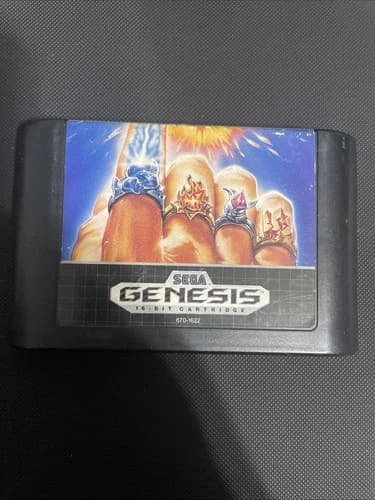 SEGA
GENESIS
16-BIT CARTRIDGE
670-1622